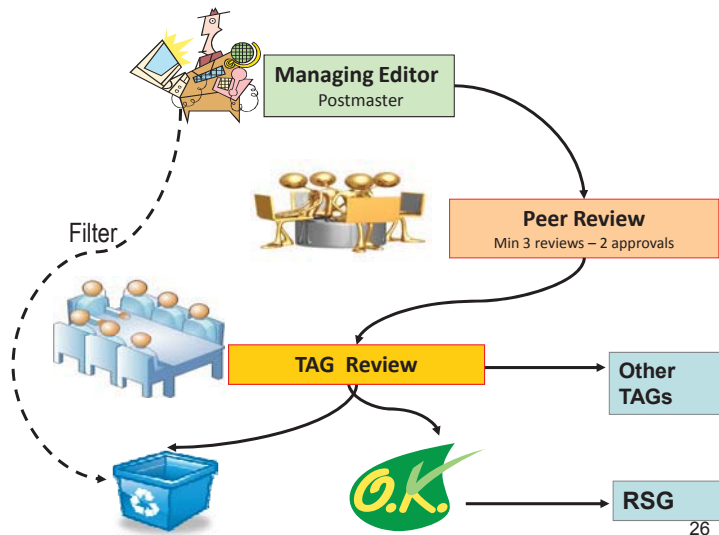 Managing Editor
Postmaster
Peer Review
Min 3 reviews – 2 approvals
Filter
TAG Review
Other
TAGs
O.K.
RSG
26